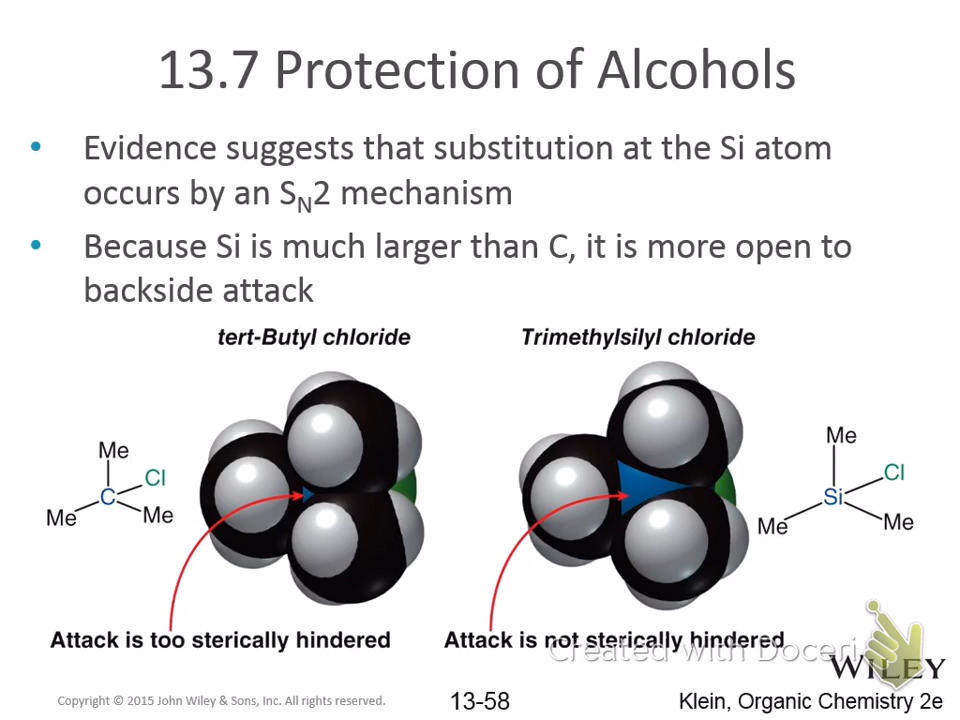 13.7 Protection of Alcohols
• Evidence suggests that substitution at the Si atom
occurs by an SN2 mechanism
• Because Si is much larger than C, it is more open to
backside attack
tert-Butyl chloride
Trimethylsilyl chloride
Me
Cl
C
Me
Me
Me
Cl
Si
Me
Me
Attack is too sterically hindered
Attack is not sterically hindered
Created with Doceri
WILEY
Copyright © 2015 John Wiley & Sons, Inc. All rights reserved.
13-58
Klein, Organic Chemistry 2e